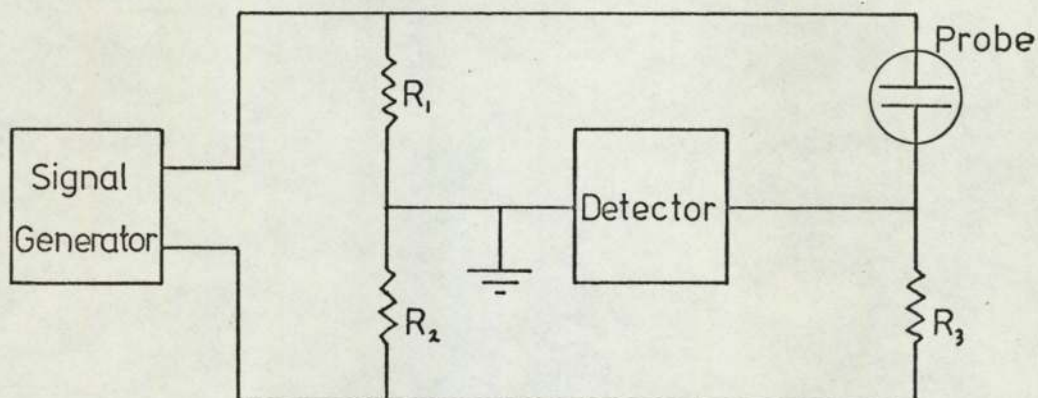 Probe
R₁
Signal
Generator
Detector
R₂
R₃